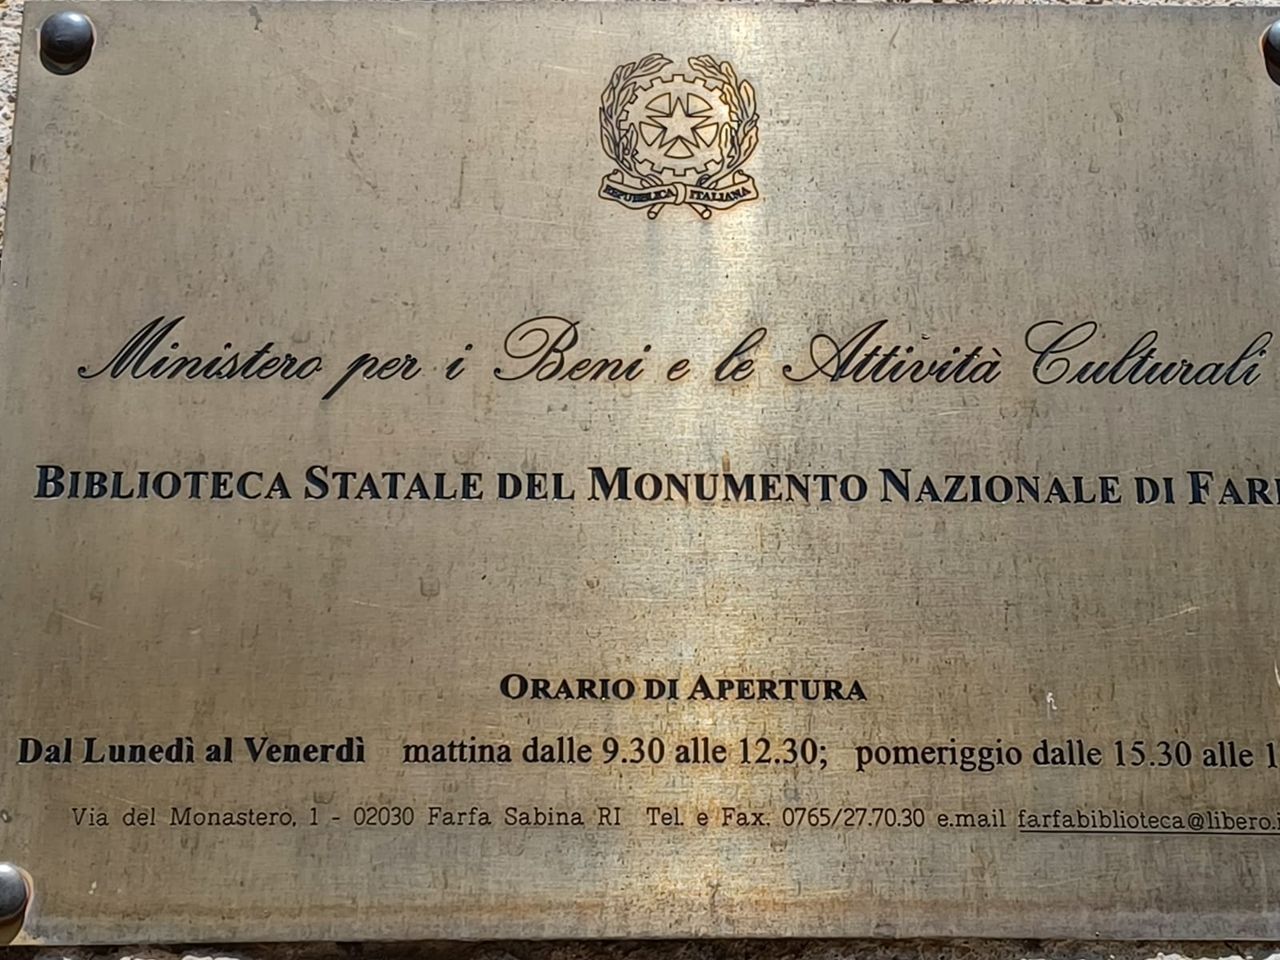 REPUBBLICA ITALIANA
Ministero per i Beni e le Attività Culturali
BIBLIOTECA STATALE DEL MONUMENTO NAZIONALE DI
ORARIO DI APERTURA
Dal Lunedì al Venerdì mattina dalle 9.30 alle 12.30; pomeriggio dalle 15.30 alle
Via del Monastero, 1 - 02030 Farfa Sabina RI Tel. e Fax. 0765/27.70.30 e.mail farfabiblioteca@libero.i